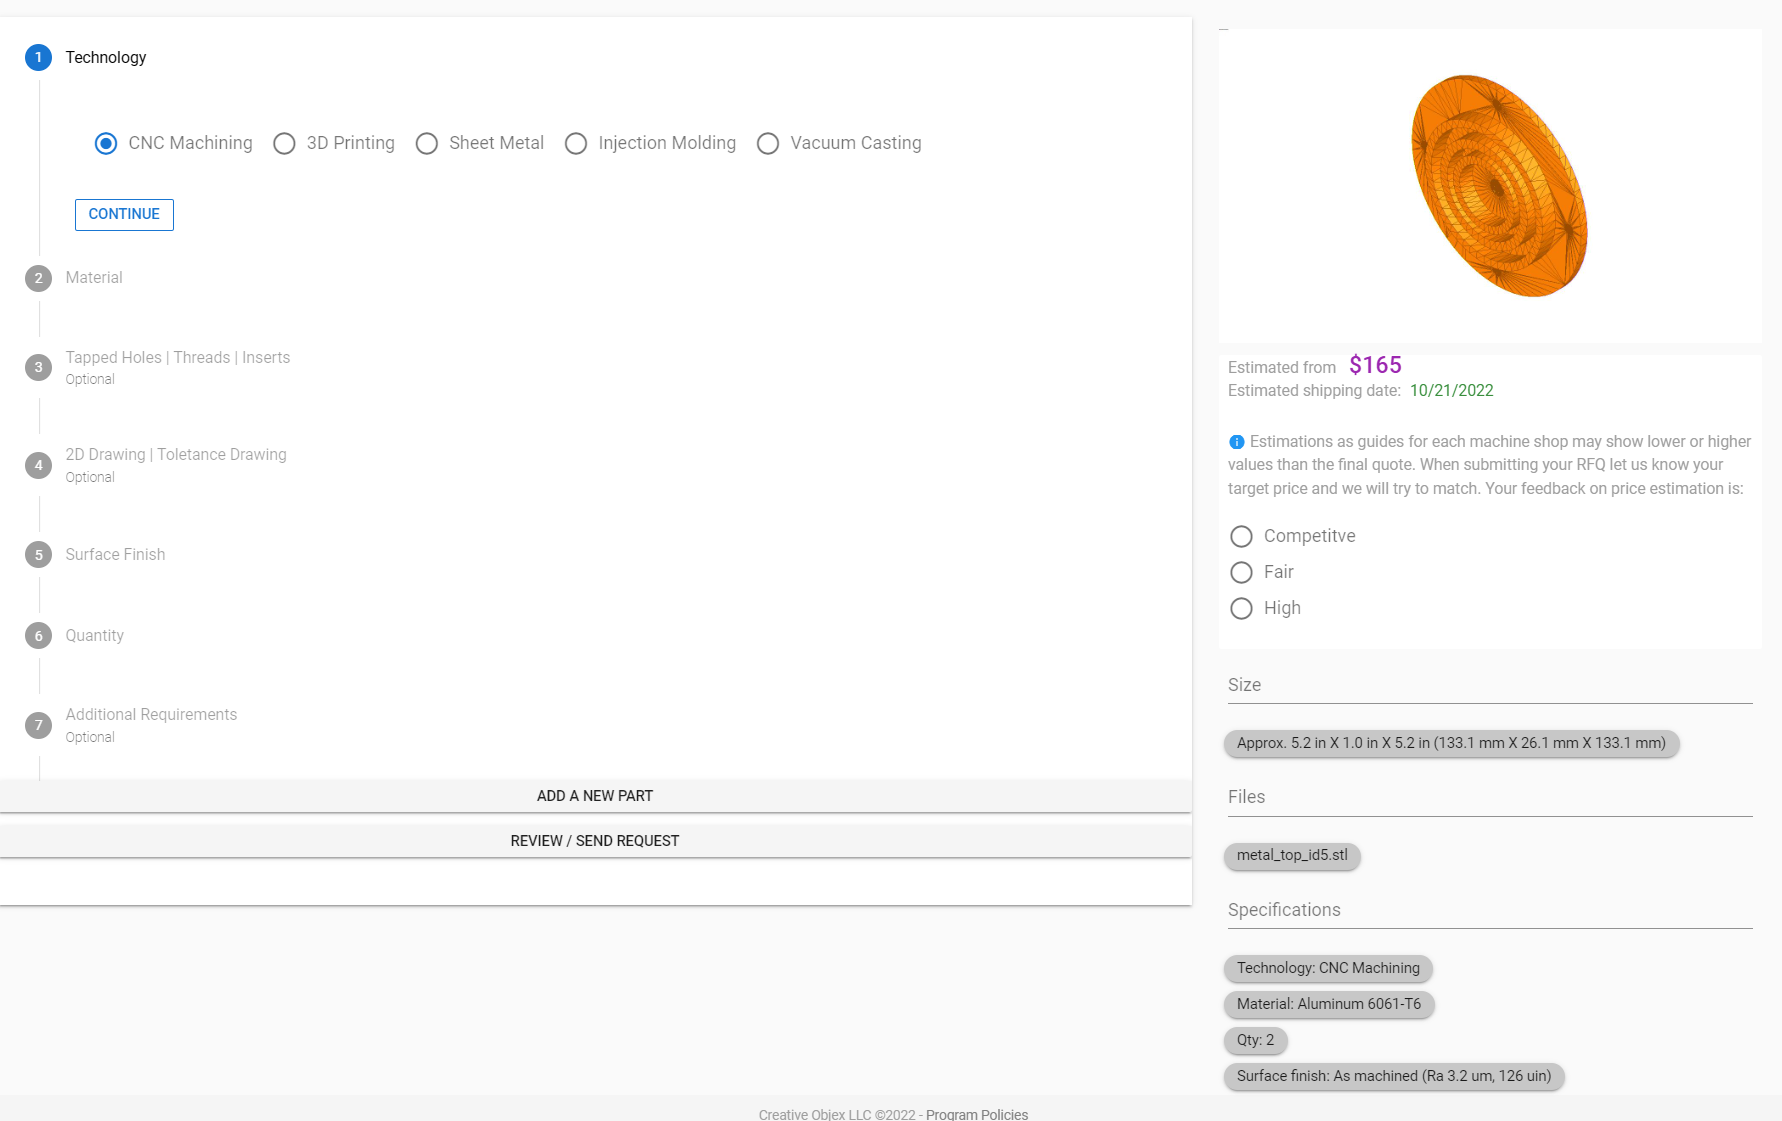 1 Technology
CNC Machining 3D Printing Sheet Metal Injection Molding Vacuum Casting
CONTINUE
2 Material
3 Tapped Holes | Threads | Inserts
Optional
4 2D Drawing | Toletance Drawing
Optional
5 Surface Finish
6 Quantity
7 Additional Requirements
Optional
ADD A NEW PART
REVIEW / SEND REQUEST
Estimated from $165
Estimated shipping date: 10/21/2022
Estimations as guides for each machine shop may show lower or higher
values than the final quote. When submitting your RFQ let us know your
target price and we will try to match. Your feedback on price estimation is:
Competitve
Fair
High
Size
Approx. 5.2 in X 1.0 in X 5.2 in (133.1 mm X 26.1 mm X 133.1 mm)
Files
metal_top_id5.stl
Specifications
Technology: CNC Machining
Material: Aluminum 6061-T6
Qty: 2
Surface finish: As machined (Ra 3.2 um, 126 uin)
Creative Objex LLC ©2022 - Program Policies